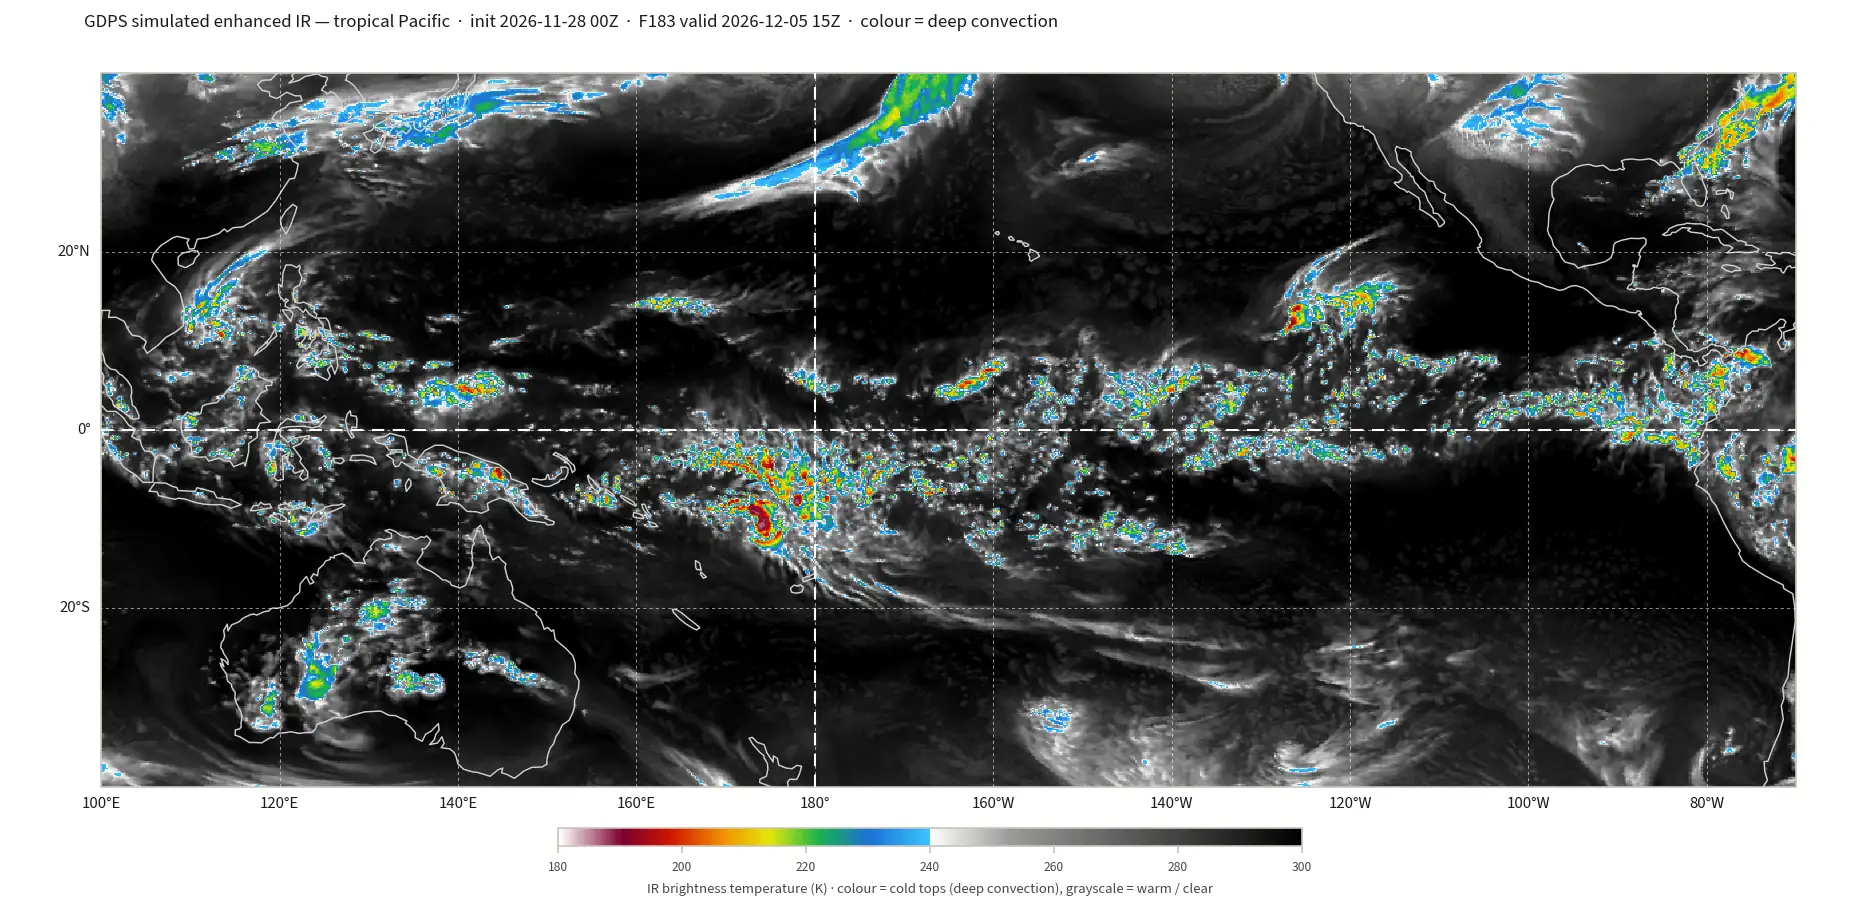 GDPS simulated enhanced IR — tropical Pacific · init 2026-11-28 00Z · F183 valid 2026-12-05 15Z · colour = deep convection
20°N
0°
20°S
100°E 120°E 140°E 160°E 180° 160°W 140°W 120°W 100°W 80°W
180 200 220 240 260 280 300
IR brightness temperature (K) · colour = cold tops (deep convection), grayscale = warm / clear